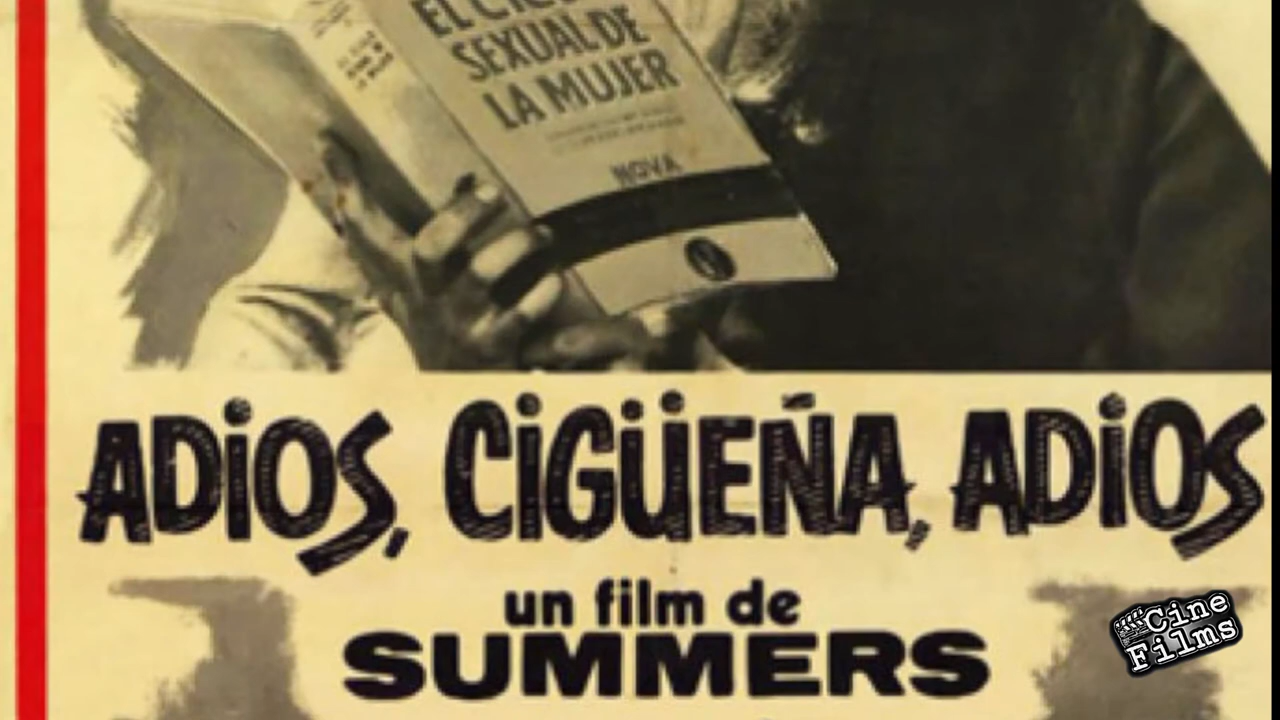 SEXUAL DE
LA MUJER
NOVA
ADiOS, CiGÜEÑA, ADiOS
un film de
SUMMERS
Cine
Films